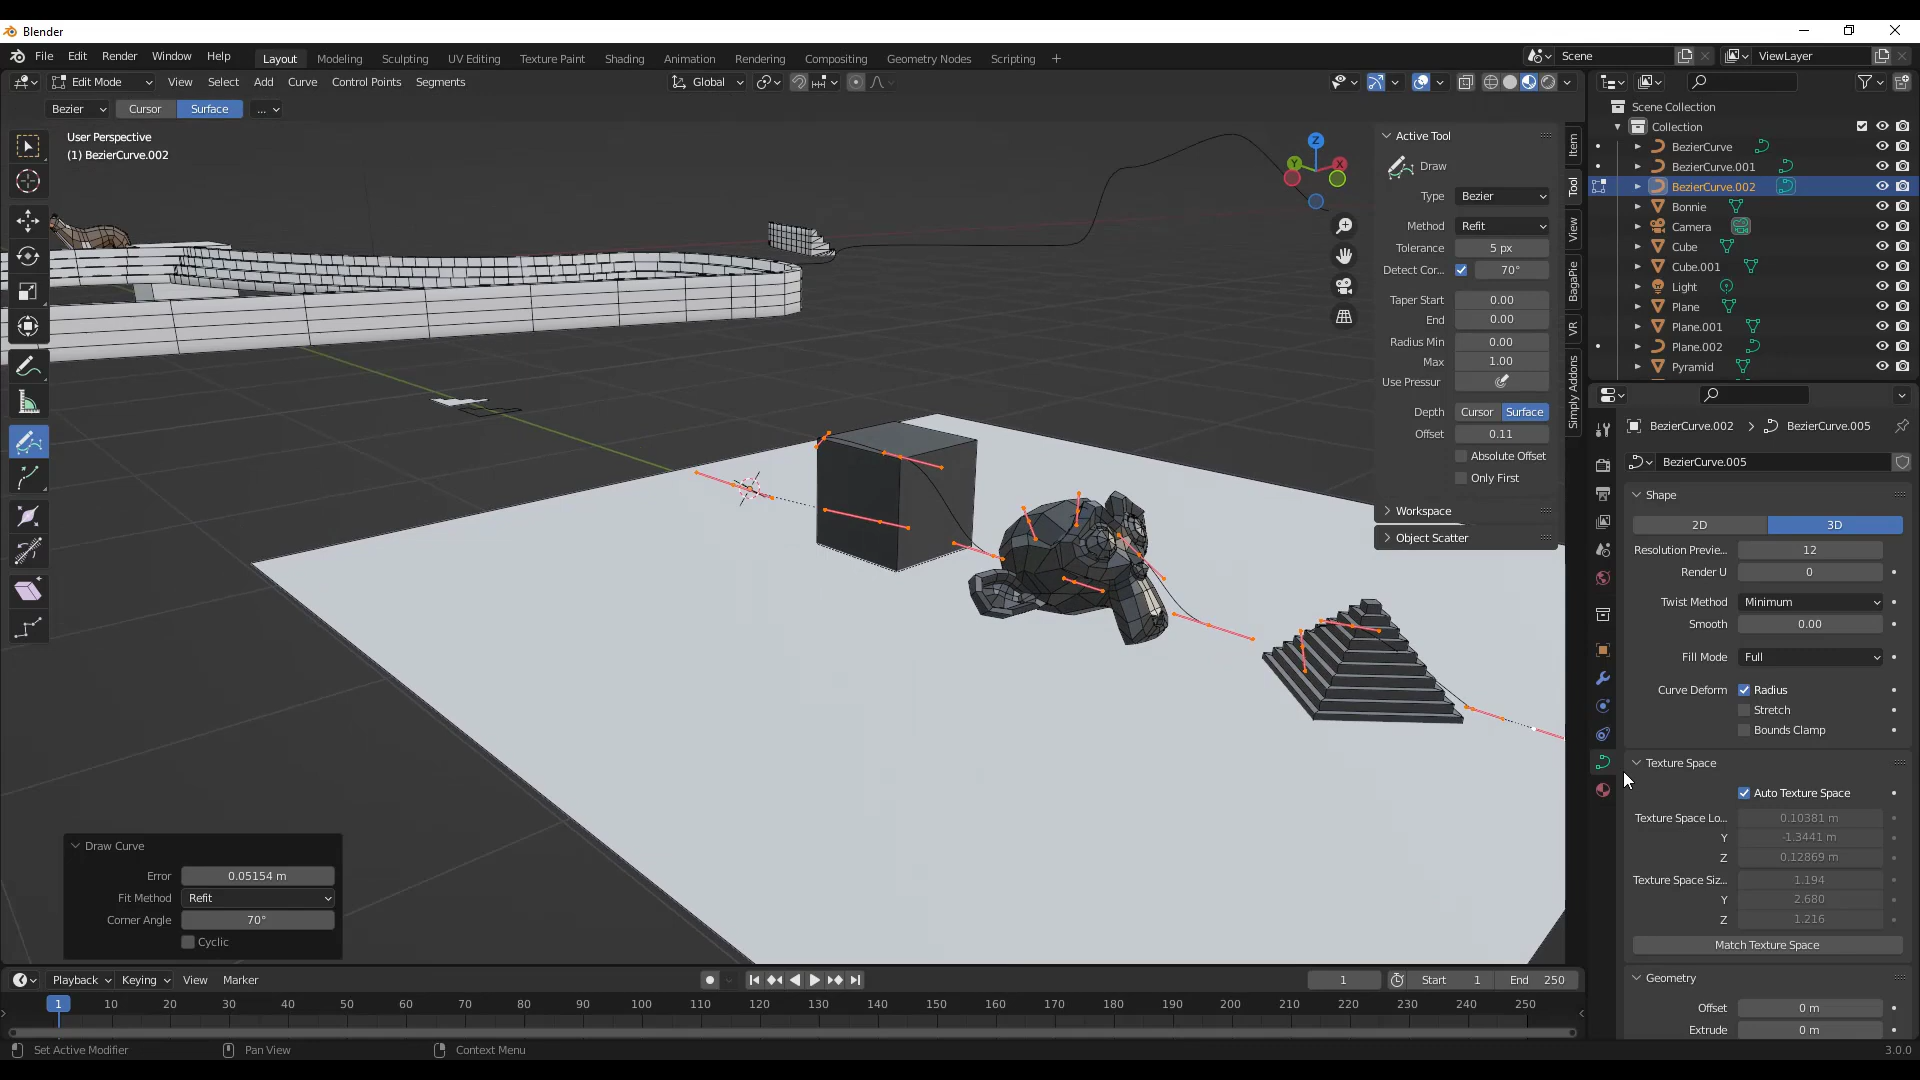 Blender
File Edit Render Window Help Layout Modeling Sculpting UV Editing Texture Paint Shading Animation Rendering Compositing Geometry Nodes Scripting + Scene ViewLayer
Edit Mode View Select Add Curve Control Points Segments Global
Bezier Cursor Surface ...
User Perspective
(1) BezierCurve.002
Z
Y
X
Active Tool
Draw
Type Bezier
Method Refit
Tolerance 5 px
Detect Cor... 70°
Taper Start 0.00
End 0.00
Radius Min 0.00
Max 1.00
Use Pressur
Depth Cursor Surface
Offset 0.11
Absolute Offset
Only First
Workspace
Object Scatter
Item
Tool
View
BagaPie
VR
Simply Addons
Scene Collection
Collection
BezierCurve
BezierCurve.001
BezierCurve.002
Bonnie
Camera
Cube
Cube.001
Light
Plane
Plane.001
Plane.002
Pyramid
BezierCurve.002 > BezierCurve.005
BezierCurve.005
Shape
2D 3D
Resolution Previe... 12
Render U 0
Twist Method Minimum
Smooth 0.00
Fill Mode Full
Curve Deform Radius
Stretch
Bounds Clamp
Texture Space
Auto Texture Space
Texture Space Lo... 0.10381 m
Y -1.3441 m
Z 0.12869 m
Texture Space Siz... 1.194
Y 2.680
Z 1.216
Match Texture Space
Geometry
Offset 0 m
Extrude 0 m
Draw Curve
Error 0.05154 m
Fit Method Refit
Corner Angle 70°
Cyclic
Playback Keying View Marker 1 Start 1 End 250
1 10 20 30 40 50 60 70 80 90 100 110 120 130 140 150 160 170 180 190 200 210 220 230 240 250
Set Active Modifier Pan View Context Menu 3.0.0